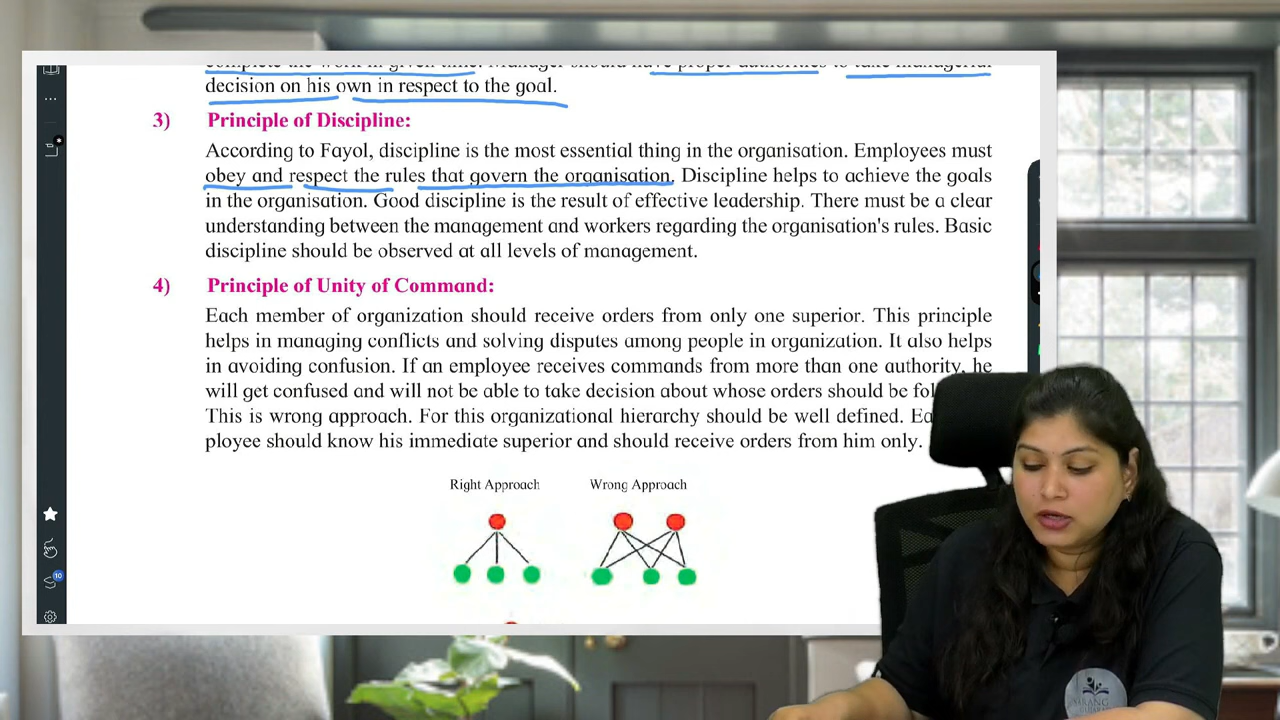 decision on his own in respect to the goal.
3) Principle of Discipline:
According to Fayol, discipline is the most essential thing in the organisation. Employees must
obey and respect the rules that govern the organisation. Discipline helps to achieve the goals
in the organisation. Good discipline is the result of effective leadership. There must be a clear
understanding between the management and workers regarding the organisation's rules. Basic
discipline should be observed at all levels of management.
4) Principle of Unity of Command:
Each member of organization should receive orders from only one superior. This principle
helps in managing conflicts and solving disputes among people in organization. It also helps
in avoiding confusion. If an employee receives commands from more than one authority, he
will get confused and will not be able to take decision about whose orders should be
This is wrong approach. For this organizational hierarchy should be well defined.
ployee should know his immediate superior and should receive orders from him only.
Right Approach Wrong Approach
10